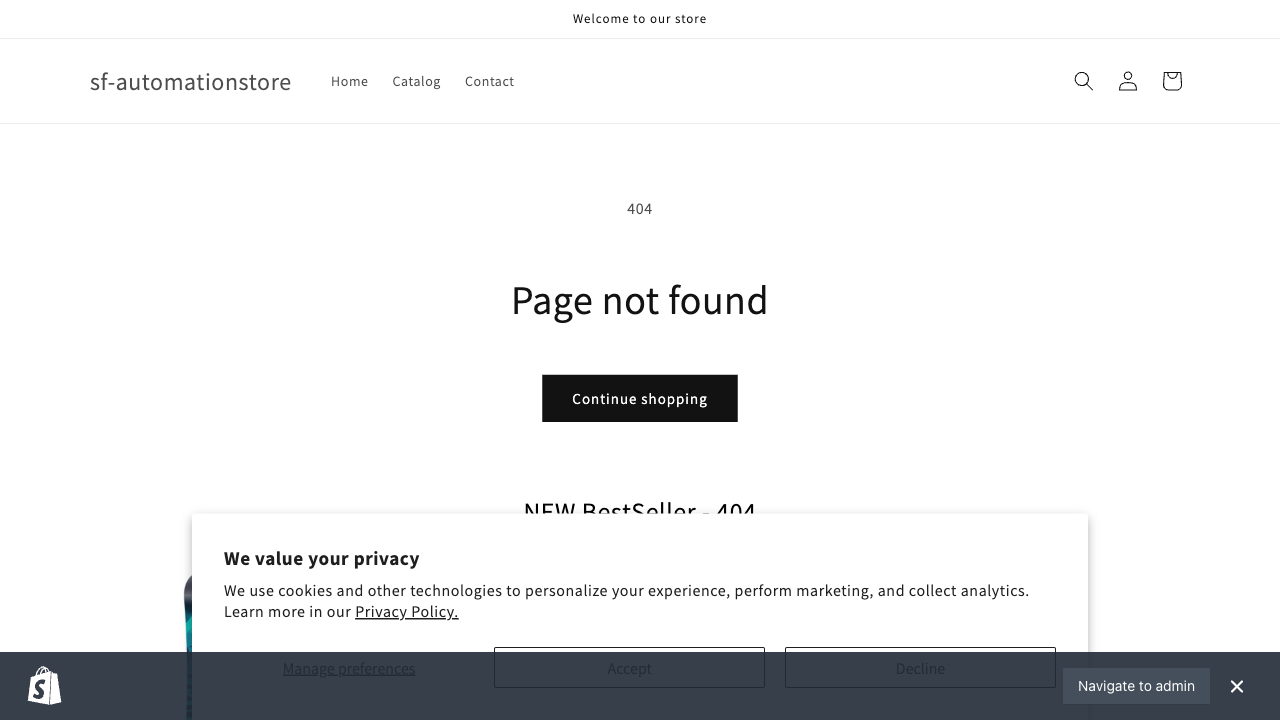 Welcome to our store
sf-automationstore
Home
Catalog
Contact
404
Page not found
Continue shopping
NEW BestSeller - 404
We value your privacy
We use cookies and other technologies to personalize your experience, perform marketing, and collect analytics.
Learn more in our Privacy Policy.
Manage preferences
Accept
Decline
Navigate to admin